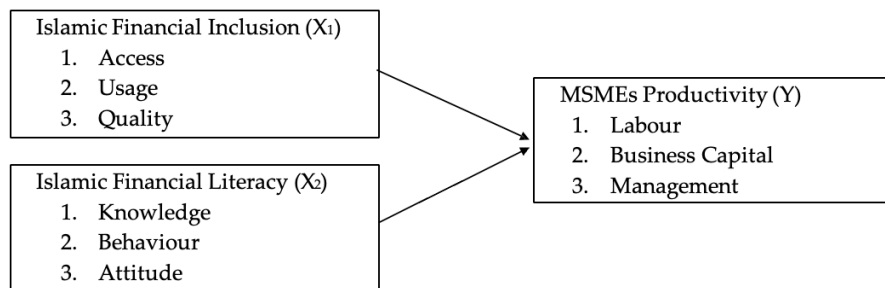 Islamic Financial Inclusion (X₁)
1. Access
2. Usage
3. Quality
Islamic Financial Literacy (X₂)
1. Knowledge
2. Behaviour
3. Attitude
MSMEs Productivity (Y)
1. Labour
2. Business Capital
3. Management